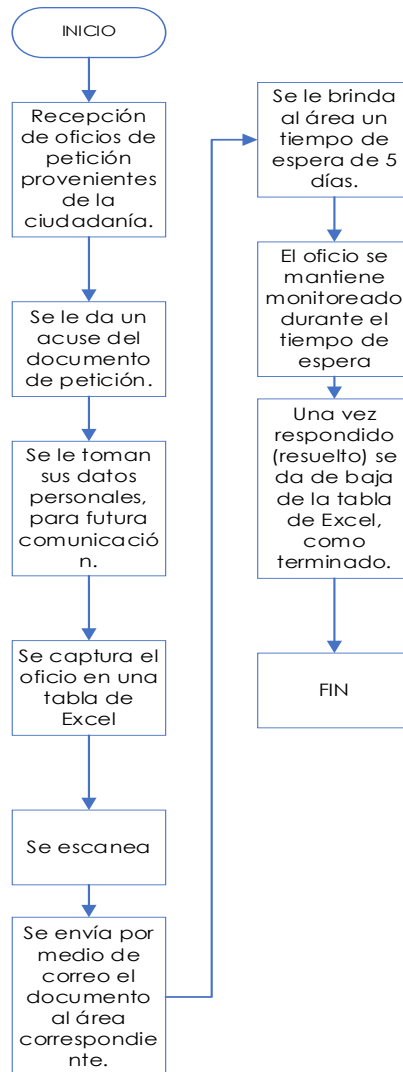 INICIO
Recepción
de oficios de
petición
provenientes
de la
ciudadanía.
Se le da un
acuse del
documento
de petición.
Se le toman
sus datos
personales,
para futura
comunicació
n.
Se captura el
oficio en una
tabla de
Excel
Se escanea
Se envía por
medio de
correo el
documento
al área
correspondie
nte.
Se le brinda
al área un
tiempo de
espera de 5
días.
El oficio se
mantiene
monitoreado
durante el
tiempo de
espera
Una vez
respondido
(resuelto) se
da de baja
de la tabla
de Excel,
como
terminado.
FIN